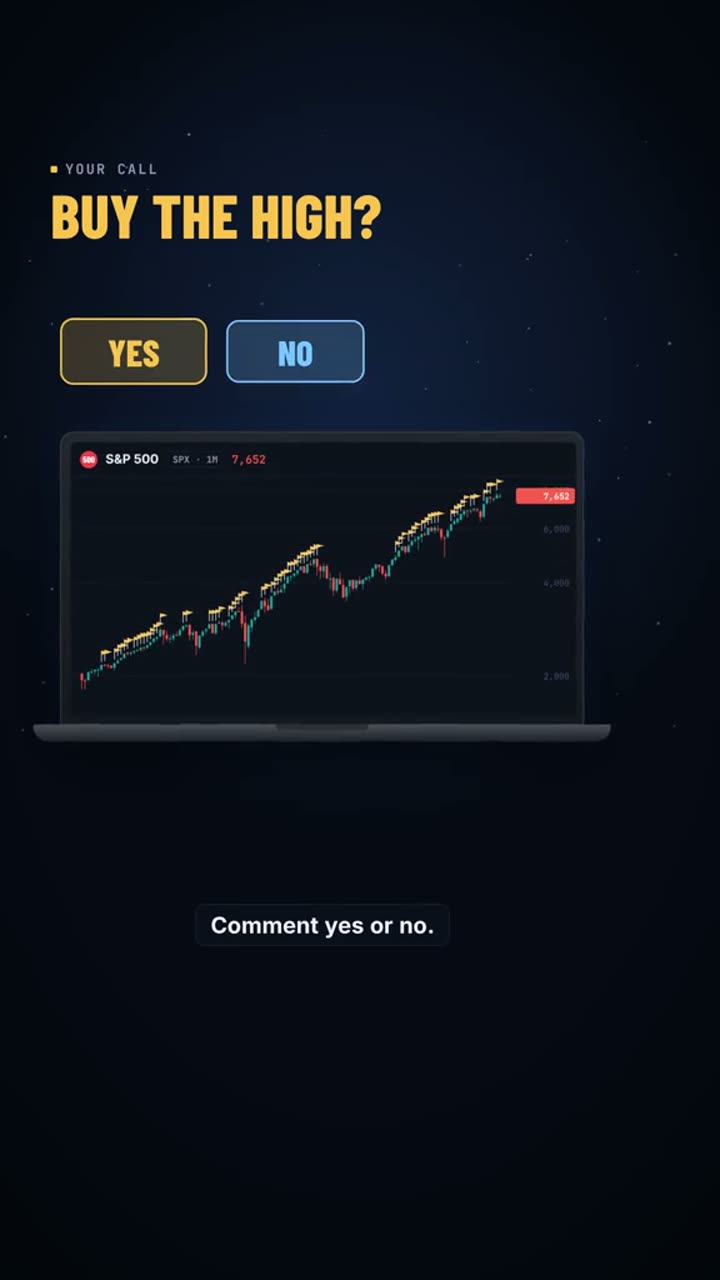 YOUR CALL
BUY THE HIGH?
YES
NO
500 S&P 500 SPX · 1M 7,652
7,652
6,000
4,000
2,000
Comment yes or no.